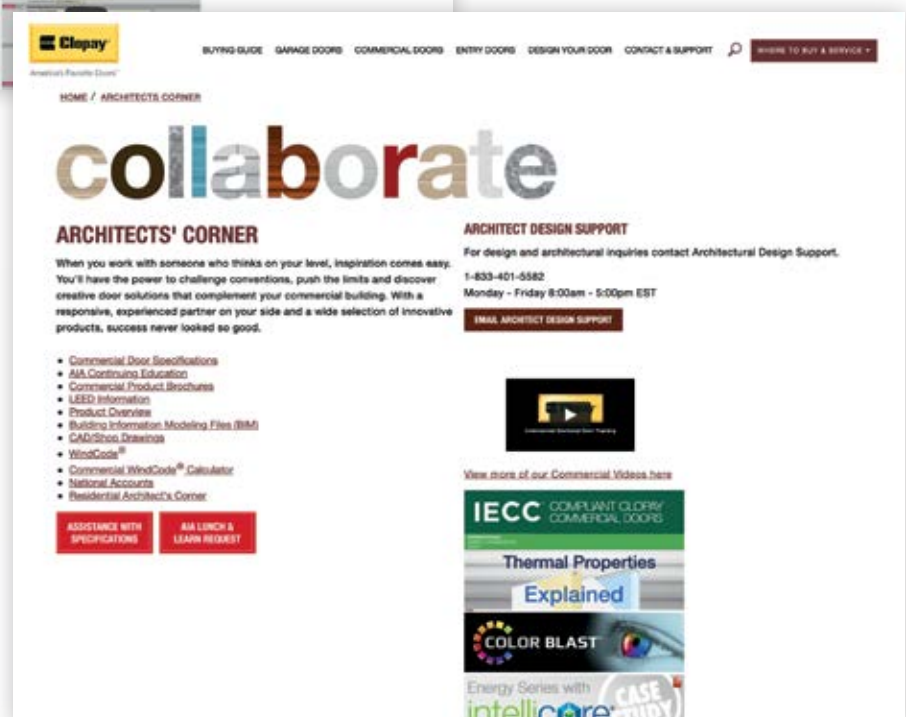 Clopay
America's Favorite Doors
BUYING GUIDE GARAGE DOORS COMMERCIAL DOORS ENTRY DOORS DESIGN YOUR DOOR CONTACT & SUPPORT WHERE TO BUY & SERVICE
HOME / ARCHITECTS CORNER
collaborate
ARCHITECTS' CORNER
When you work with someone who thinks on your level, inspiration comes easy.
You'll have the power to challenge conventions, push the limits and discover
creative door solutions that complement your commercial building. With a
responsive, experienced partner on your side and a wide selection of innovative
products, success never looked so good.
• Commercial Door Specifications
• AIA Continuing Education
• Commercial Product Brochures
• LEED Information
• Product Overview
• Building Information Modeling Files (BIM)
• CAD/Shop Drawings
• WindCode®
• Commercial WindCode® Calculator
• National Accounts
• Residential Architect's Corner
ASSISTANCE WITH
SPECIFICATIONS
AIA LUNCH &
LEARN REQUEST
ARCHITECT DESIGN SUPPORT
For design and architectural inquiries contact Architectural Design Support.
1-833-401-5582
Monday - Friday 8:00am - 5:00pm EST
EMAIL ARCHITECT DESIGN SUPPORT
View more of our Commercial Videos here
IECC COMPLIANT CLOPAY
COMMERCIAL DOORS
Thermal Properties
Explained
COLOR BLAST
Energy Series with
intellicore
CASE
STUDY